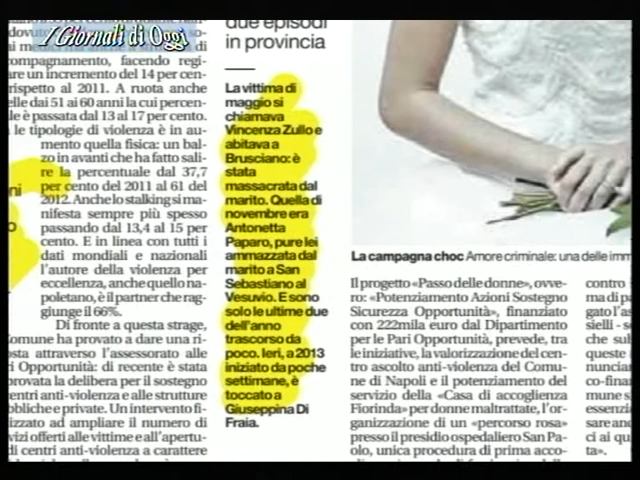 I Giornali di Oggi
due episodi
in provincia
compagnamento, facendo regi-
are un incremento del 14 per cen-
rispetto al 2011. A ruota anche
elle dai 51 ai 60 anni la cui percen-
le è passata dal 13 al 17 per cento.
le tipologie di violenza è in au-
mento quella fisica: un bal-
zo in avanti che ha fatto sali-
re la percentuale dal 37,7
per cento del 2011 al 61 del
2012. Anche lo stalking si ma-
nifesta sempre più spesso
passando dal 13,4 al 15 per
cento. E in linea con tutti i
dati mondiali e nazionali
l'autore della violenza per
eccellenza, anche quello na-
poletano, è il partner che rag-
giunge il 66%.
Di fronte a questa strage,
Comune ha provato a dare una ri-
osta attraverso l'assessorato alle
ri Opportunità: di recente è stata
provata la delibera per il sostegno
centri anti-violenza e alle strutture
bbliche e private. Un intervento fi-
lizzato ad ampliare il numero di
vizi offerti alle vittime e all'apertu-
di centri anti-violenza a carattere
La vittima di
maggio si
chiamava
Vincenza Zullo e
abitava a
Brusciano: è
stata
massacrata dal
marito. Quella di
novembre era
Antonetta
Paparo, pure lei
ammazzata dal
marito a San
Sebastiano al
Vesuvio. E sono
solo le ultime due
dell'anno
trascorso da
poco. Ieri, a 2013
iniziato da poche
settimane, è
toccato a
Giuseppina Di
Fraia.
La campagna choc Amore criminale: una delle imm
Il progetto «Passo delle donne», ovve-
ro: «Potenziamento Azioni Sostegno
Sicurezza Opportunità», finanziato
con 222mila euro dal Dipartimento
per le Pari Opportunità, prevede, tra
le iniziative, la valorizzazione del cen-
tro ascolto anti-violenza del Comu-
ne di Napoli e il potenziamento del
servizio della «Casa di accoglienza
Fiorinda» per donne maltrattate, l'or-
ganizzazione di un «percorso rosa»
presso il presidio ospedaliero San Pa-
olo, unica procedura di prima acco-